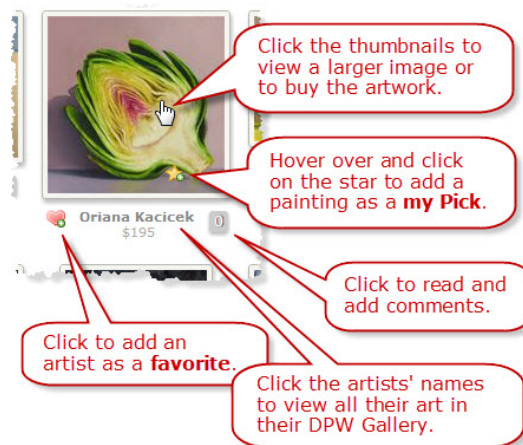 Click the thumbnails to
view a larger image or
to buy the artwork.
Hover over and click
on the star to add a
painting as a my Pick.
Oriana Kacicek
0
$195
Click to read and
add comments.
Click to add an
artist as a favorite.
Click the artists' names
to view all their art in
their DPW Gallery.